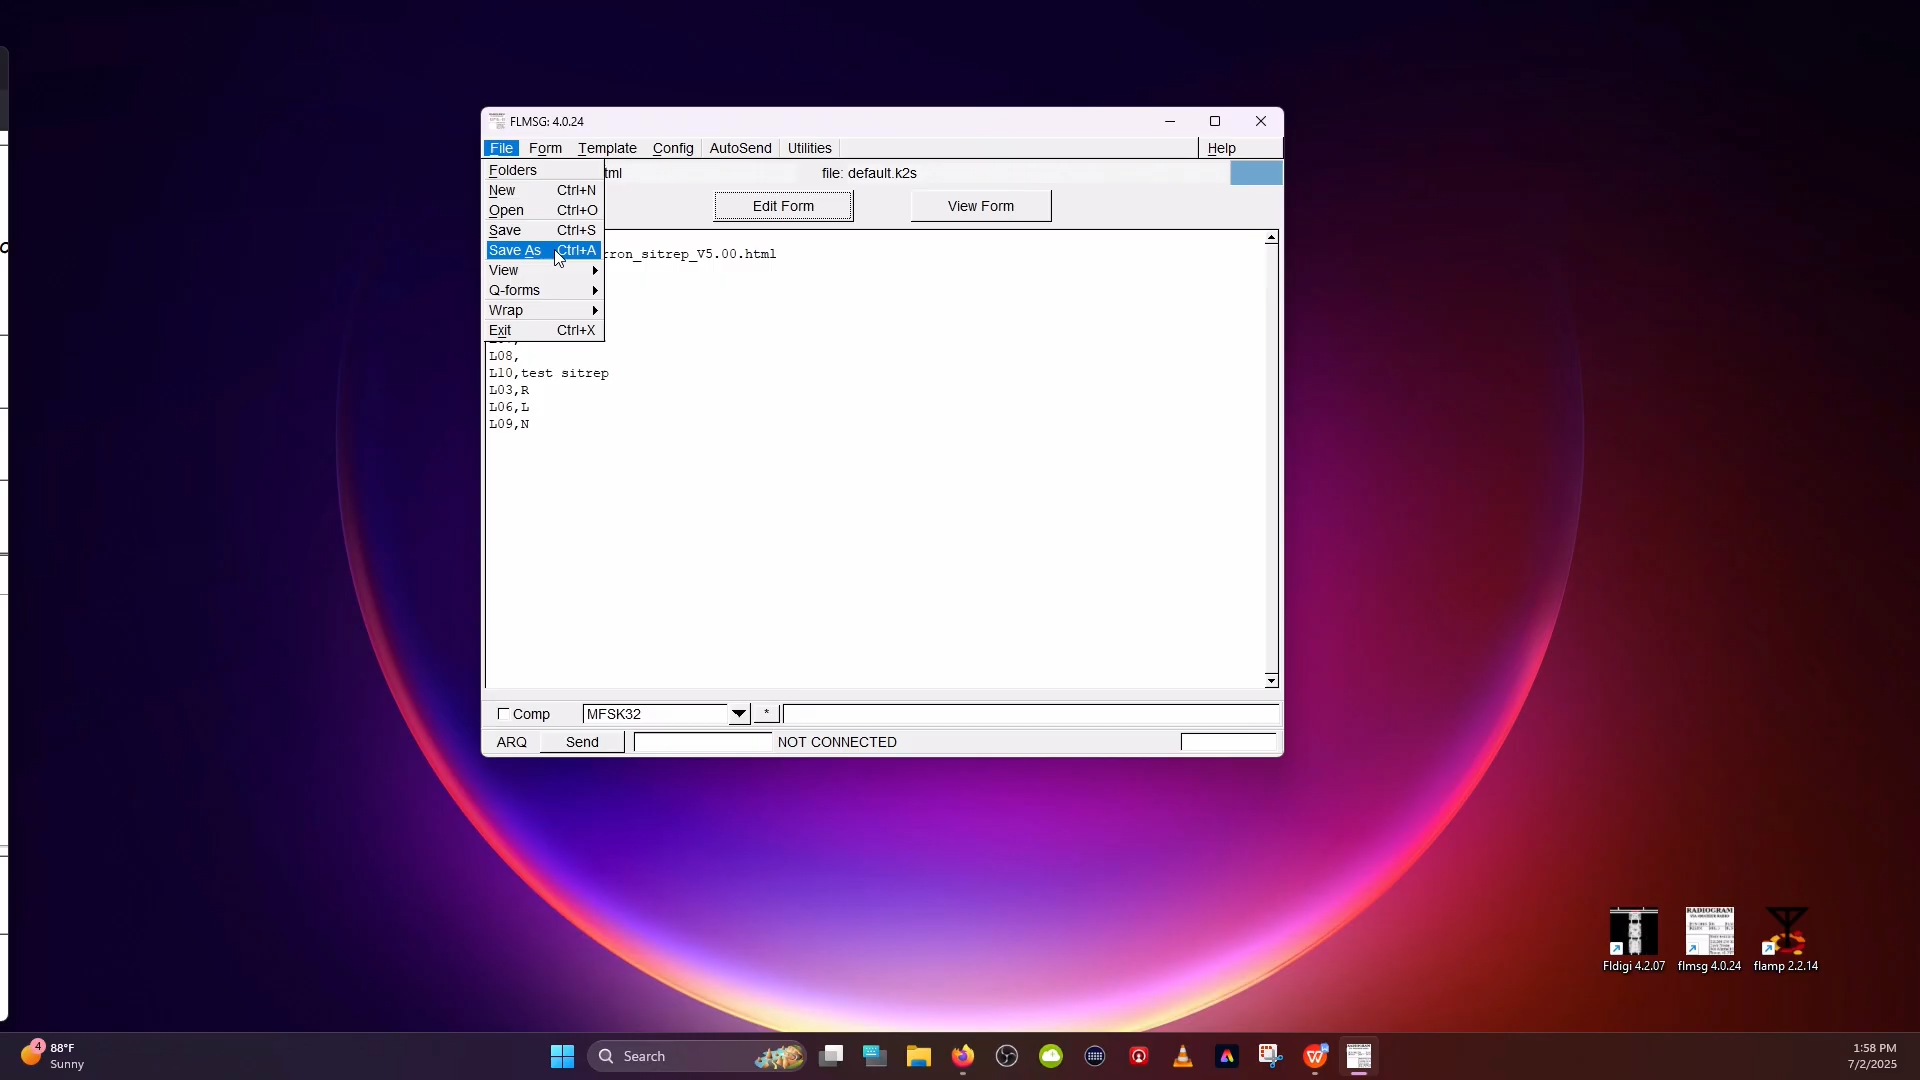 FLMSG: 4.0.24
File Form Template Config AutoSend Utilities Help
tml file: default.k2s
Edit Form View Form
Folders
New Ctrl+N
Open Ctrl+O
Save Ctrl+S
Save As Ctrl+A
View
Q-forms
Wrap
Exit Ctrl+X
rron_sitrep_V5.00.html
L08,
L10,test sitrep
L03,R
L06,L
L09,N
Comp MFSK32 *
ARQ Send NOT CONNECTED
RADIOGRAM
Fldigi 4.2.07 flmsg 4.0.24 flamp 2.2.14
4 88°F
Sunny
Search
1:58 PM
7/2/2025